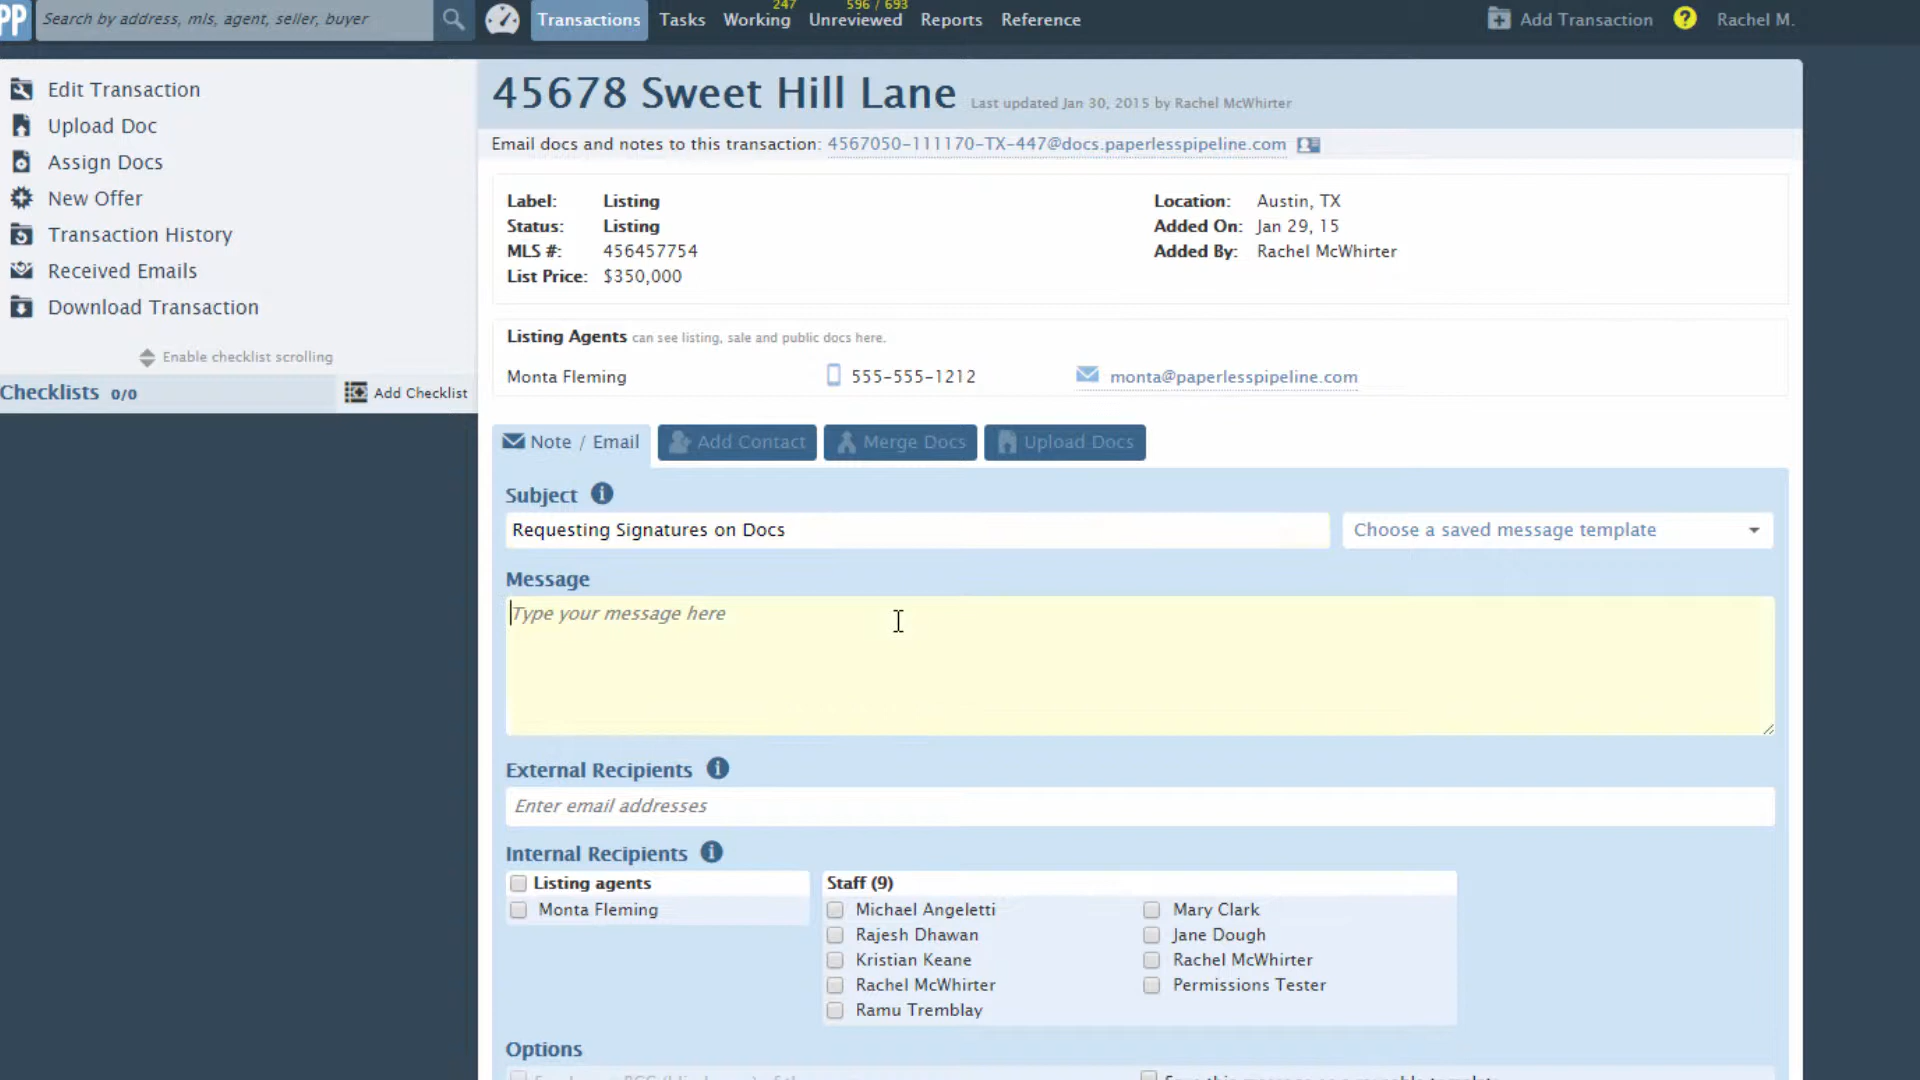 PP
Search by address, mls, agent, seller, buyer
Transactions
Tasks
Working
247
Unreviewed
596 / 693
Reports
Reference
Add Transaction
?
Rachel M.
Edit Transaction
Upload Doc
Assign Docs
New Offer
Transaction History
Received Emails
Download Transaction
Enable checklist scrolling
Checklists 0/0
Add Checklist
45678 Sweet Hill Lane Last updated Jan 30, 2015 by Rachel McWhirter
Email docs and notes to this transaction: 4567050-111170-TX-447@docs.paperlesspipeline.com
Label: Listing
Status: Listing
MLS #: 456457754
List Price: $350,000
Location: Austin, TX
Added On: Jan 29, 15
Added By: Rachel McWhirter
Listing Agents can see listing, sale and public docs here.
Monta Fleming 555-555-1212 monta@paperlesspipeline.com
Note / Email
Add Contact
Merge Docs
Upload Docs
Subject i
Requesting Signatures on Docs
Choose a saved message template
Message
Type your message here
External Recipients i
Enter email addresses
Internal Recipients i
Listing agents
Monta Fleming
Staff (9)
Michael Angeletti
Rajesh Dhawan
Kristian Keane
Rachel McWhirter
Ramu Tremblay
Mary Clark
Jane Dough
Rachel McWhirter
Permissions Tester
Options